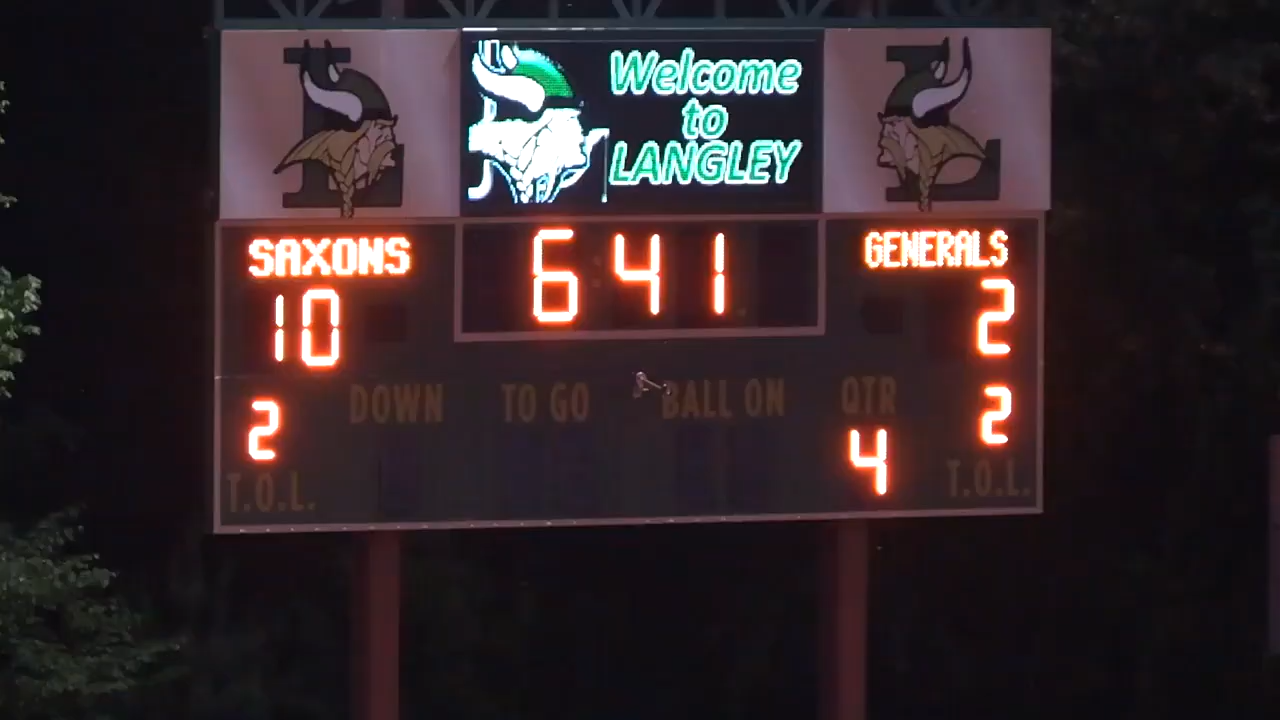 Welcome
to
LANGLEY
SAXONS
6 41
GENERALS
10
2
DOWN
TO GO
BALL ON
QTR
2
2
4
T.O.L.
T.O.L.
L
L